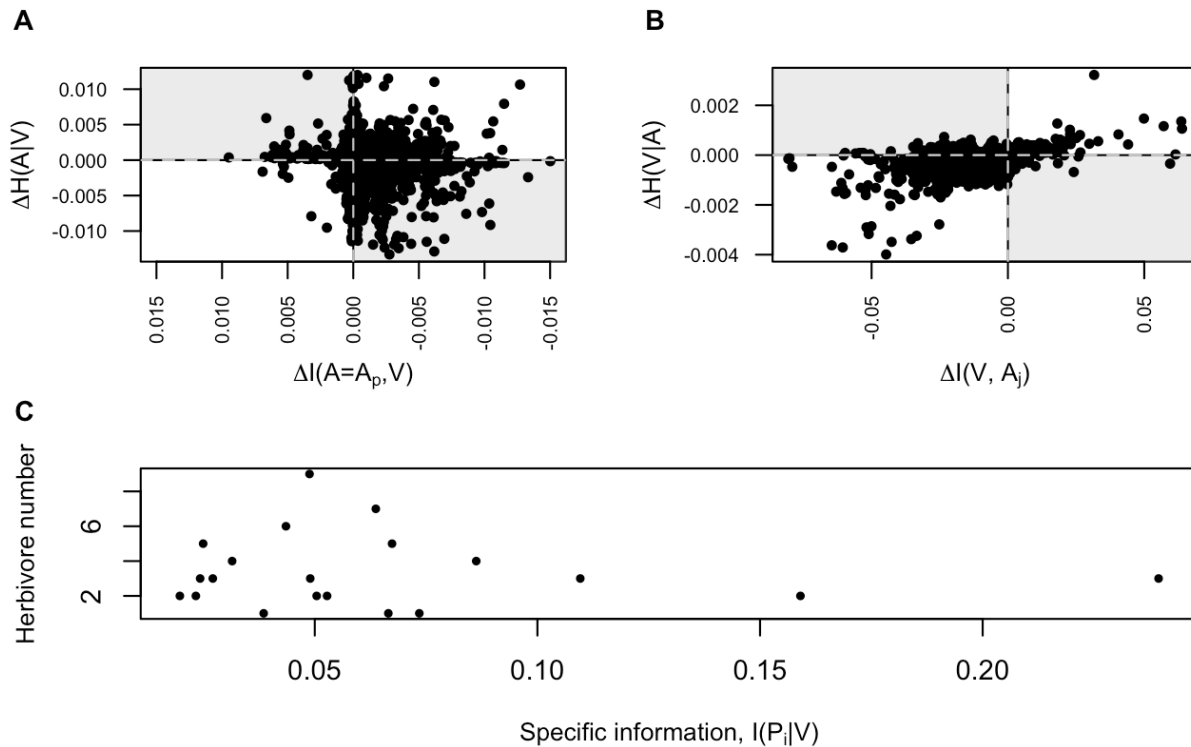 A
B
ΔH(A|V)
0.010
0.005
0.000
-0.005
-0.010
0.015
0.010
0.005
0.000
-0.005
-0.010
-0.015
ΔI(A=Aₚ,V)
ΔH(V|A)
0.002
0.000
-0.002
-0.004
-0.05
0.00
0.05
ΔI(V, Aⱼ)
C
Herbivore number
6
2
0.05
0.10
0.15
0.20
Specific information, I(Pᵢ|V)